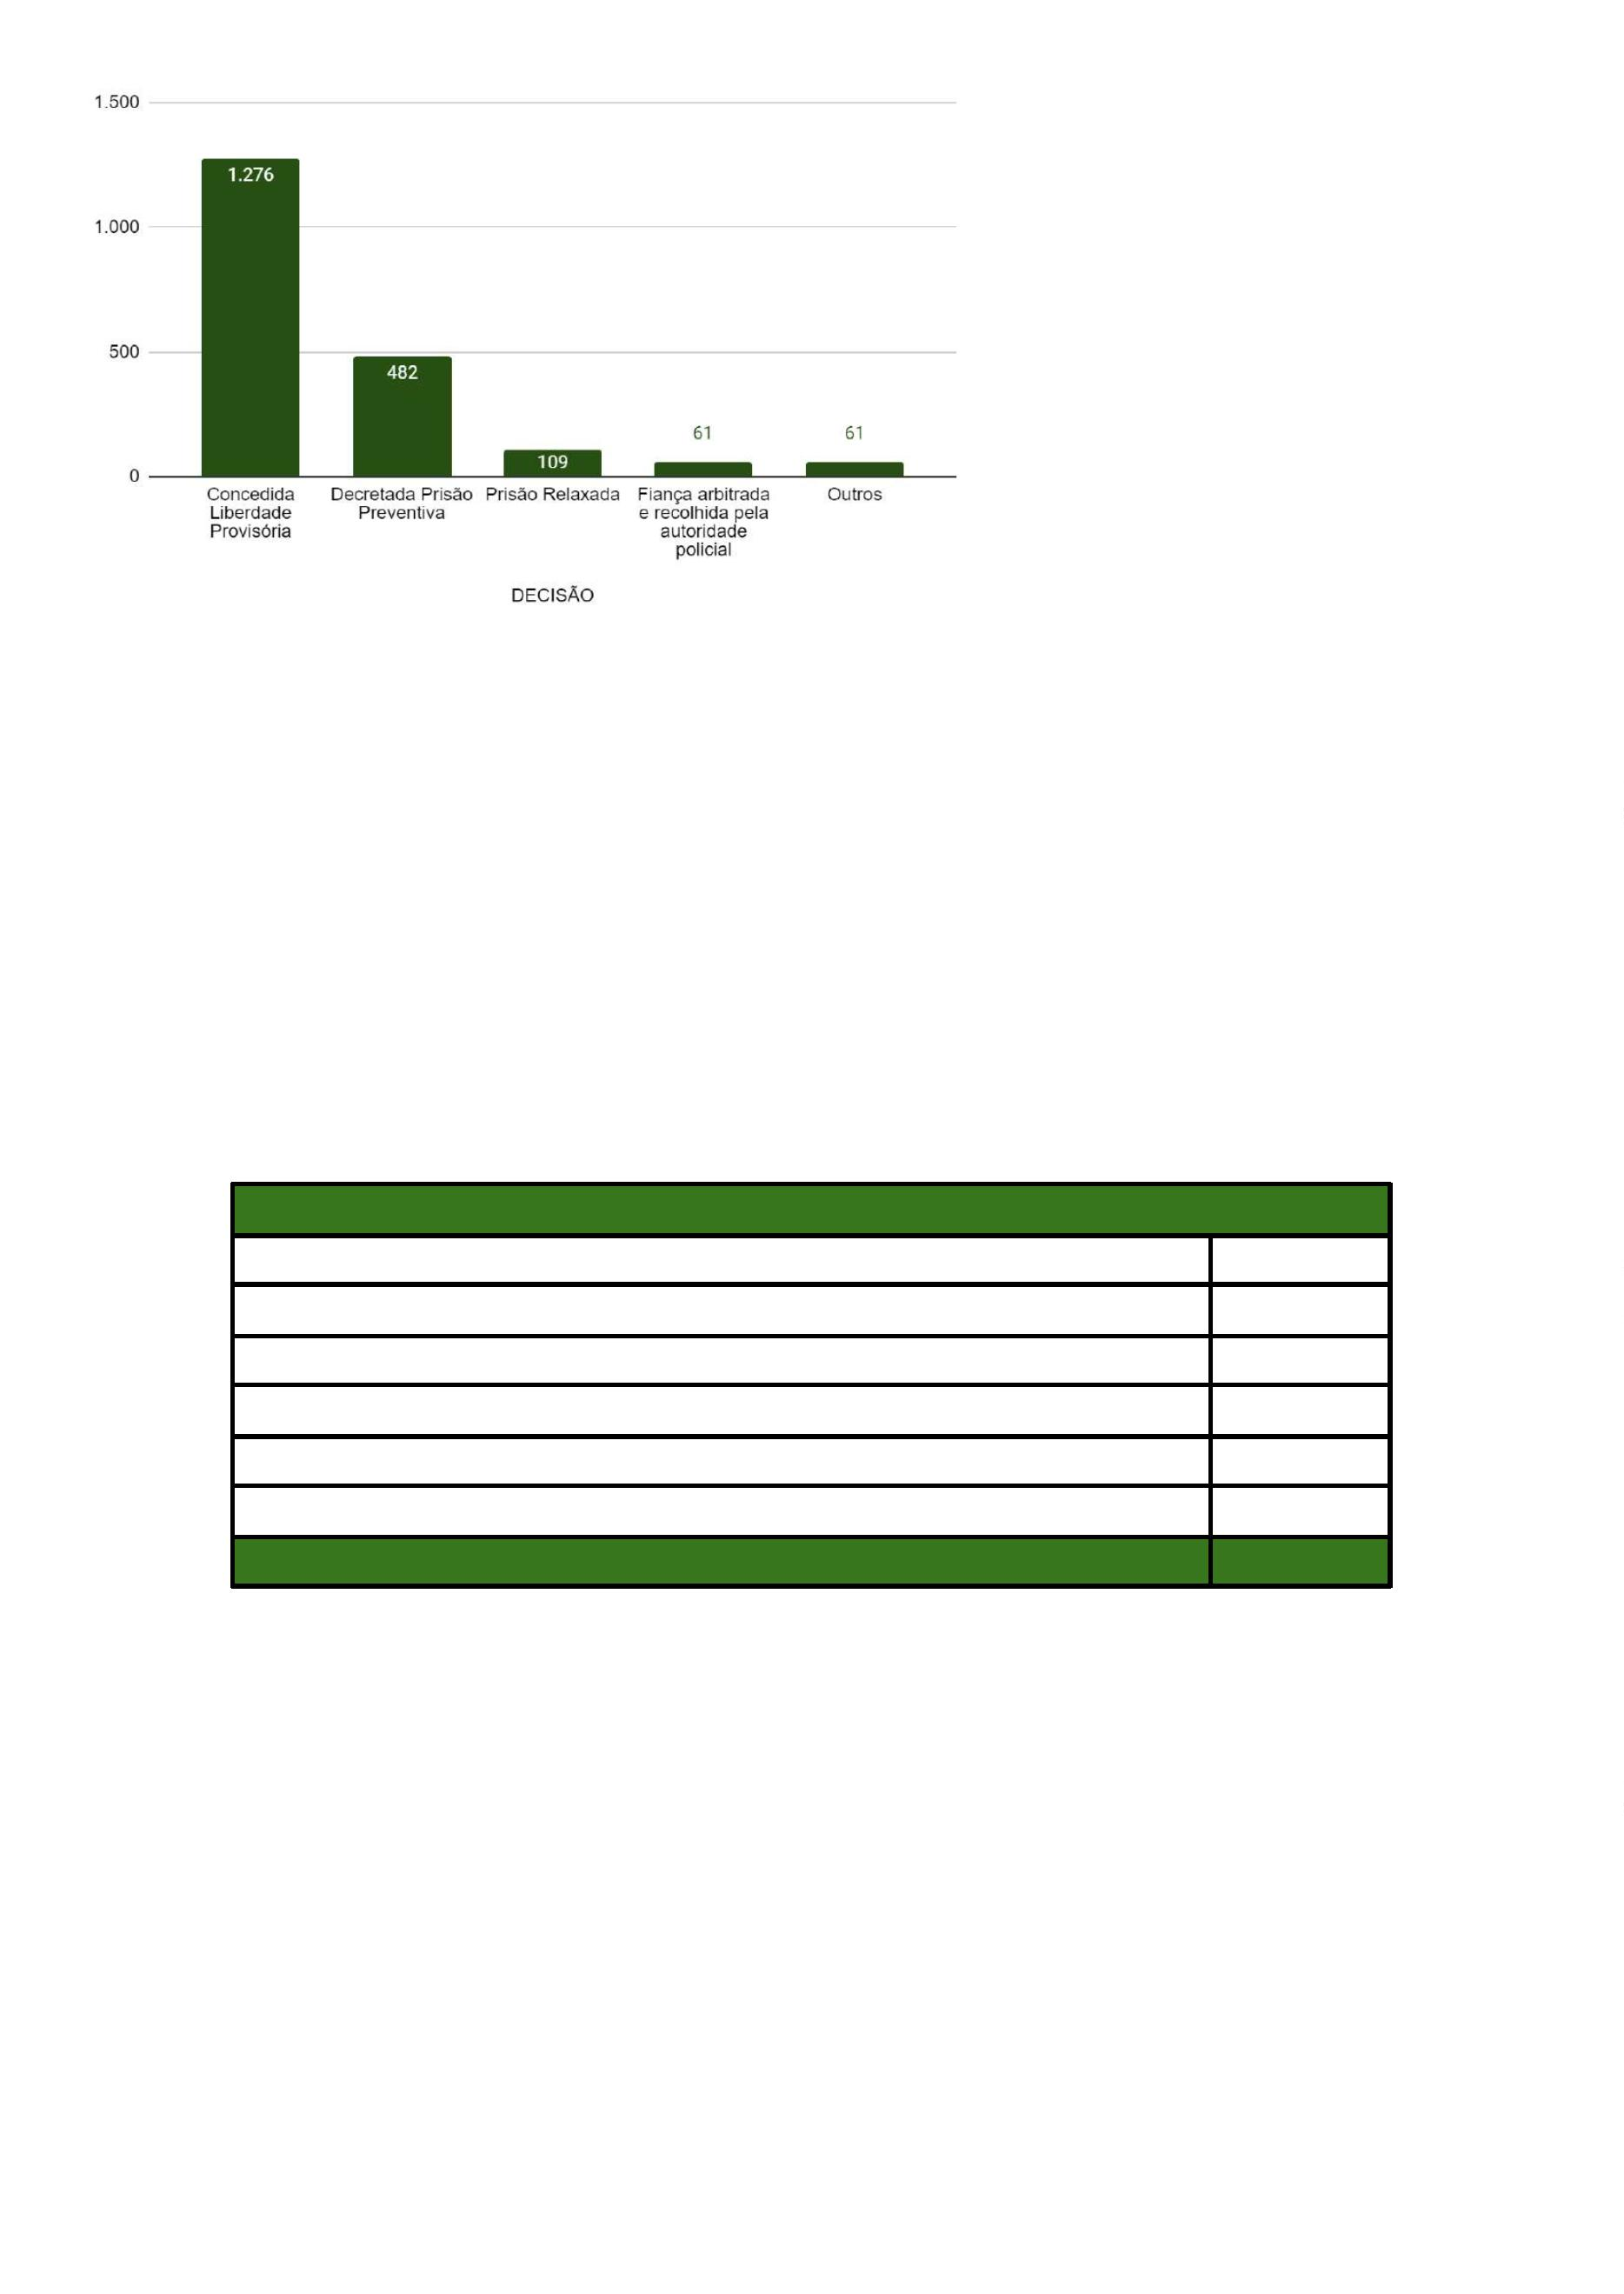 1.500
1.276
1.000
500
482
61
61
109
0
Concedida Decretada Prisão Prisão Relaxada Fiança arbitrada Outros
Liberdade Preventiva e recolhida pela
Provisória autoridade
policial
DECISÃO